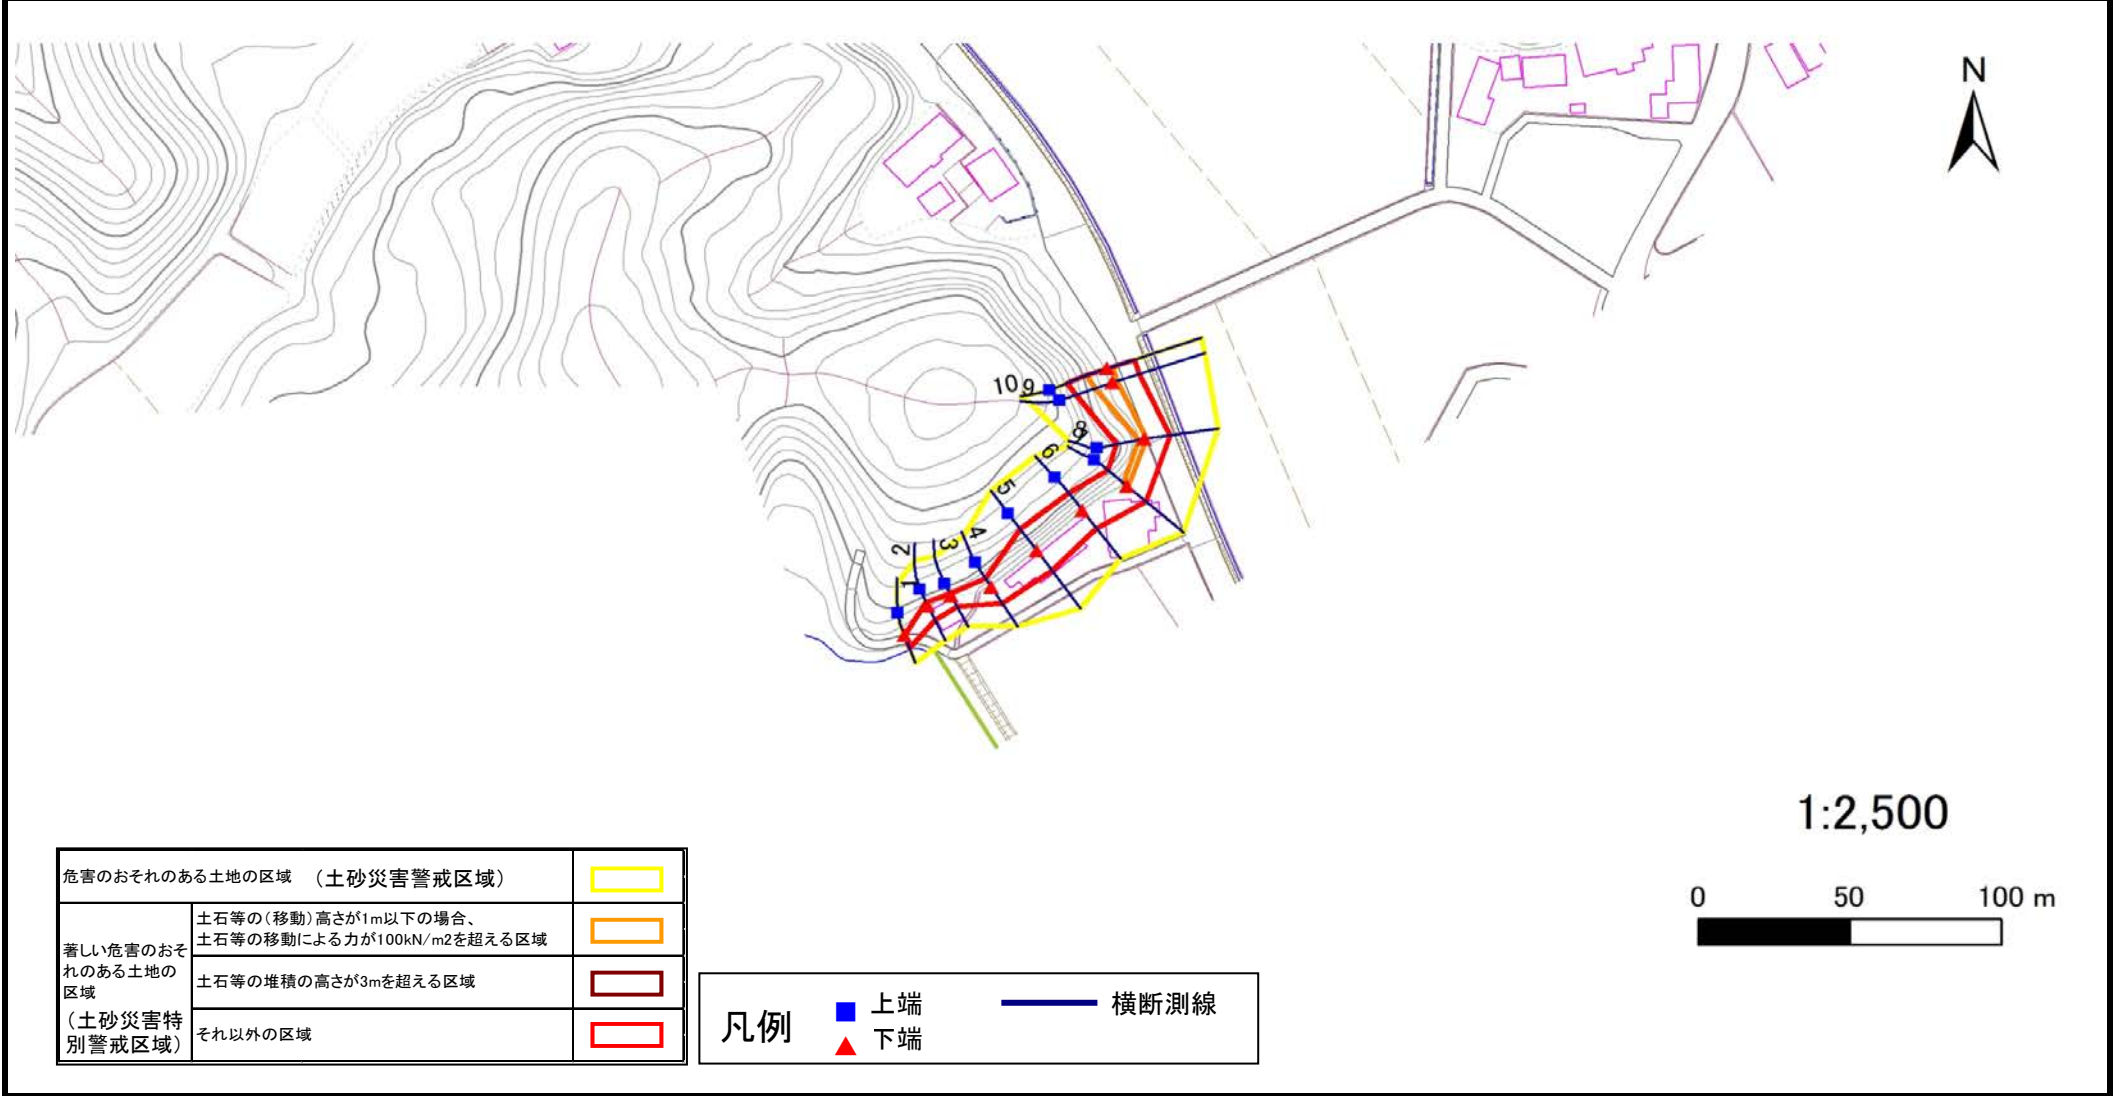 N
10
9
8
7
6
5
4
3
2
1
1:2,500
0 50 100 m
危害のおそれのある土地の区域 (土砂災害警戒区域)
著しい危害のおそ
れのある土地の
区域
(土砂災害特
別警戒区域)
土石等の(移動)高さが1m以下の場合、
土石等の移動による力が100kN/m2を超える区域
土石等の堆積の高さが3mを超える区域
それ以外の区域
凡例
上端
下端
横断測線